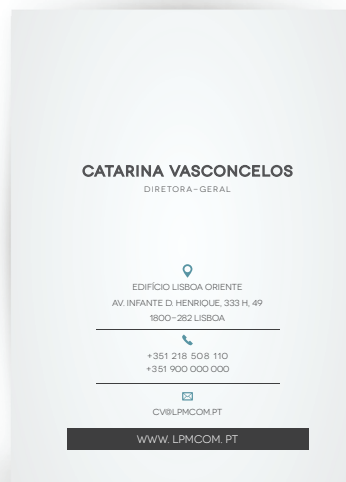 CATARINA VASCONCELOS
DIRETORA-GERAL
EDIFÍCIO LISBOA ORIENTE
AV. INFANTE D. HENRIQUE, 333 H, 49
1800-282 LISBOA
+351 218 508 110
+351 900 000 000
CV@LPMCOM.PT
WWW. LPMCOM. PT